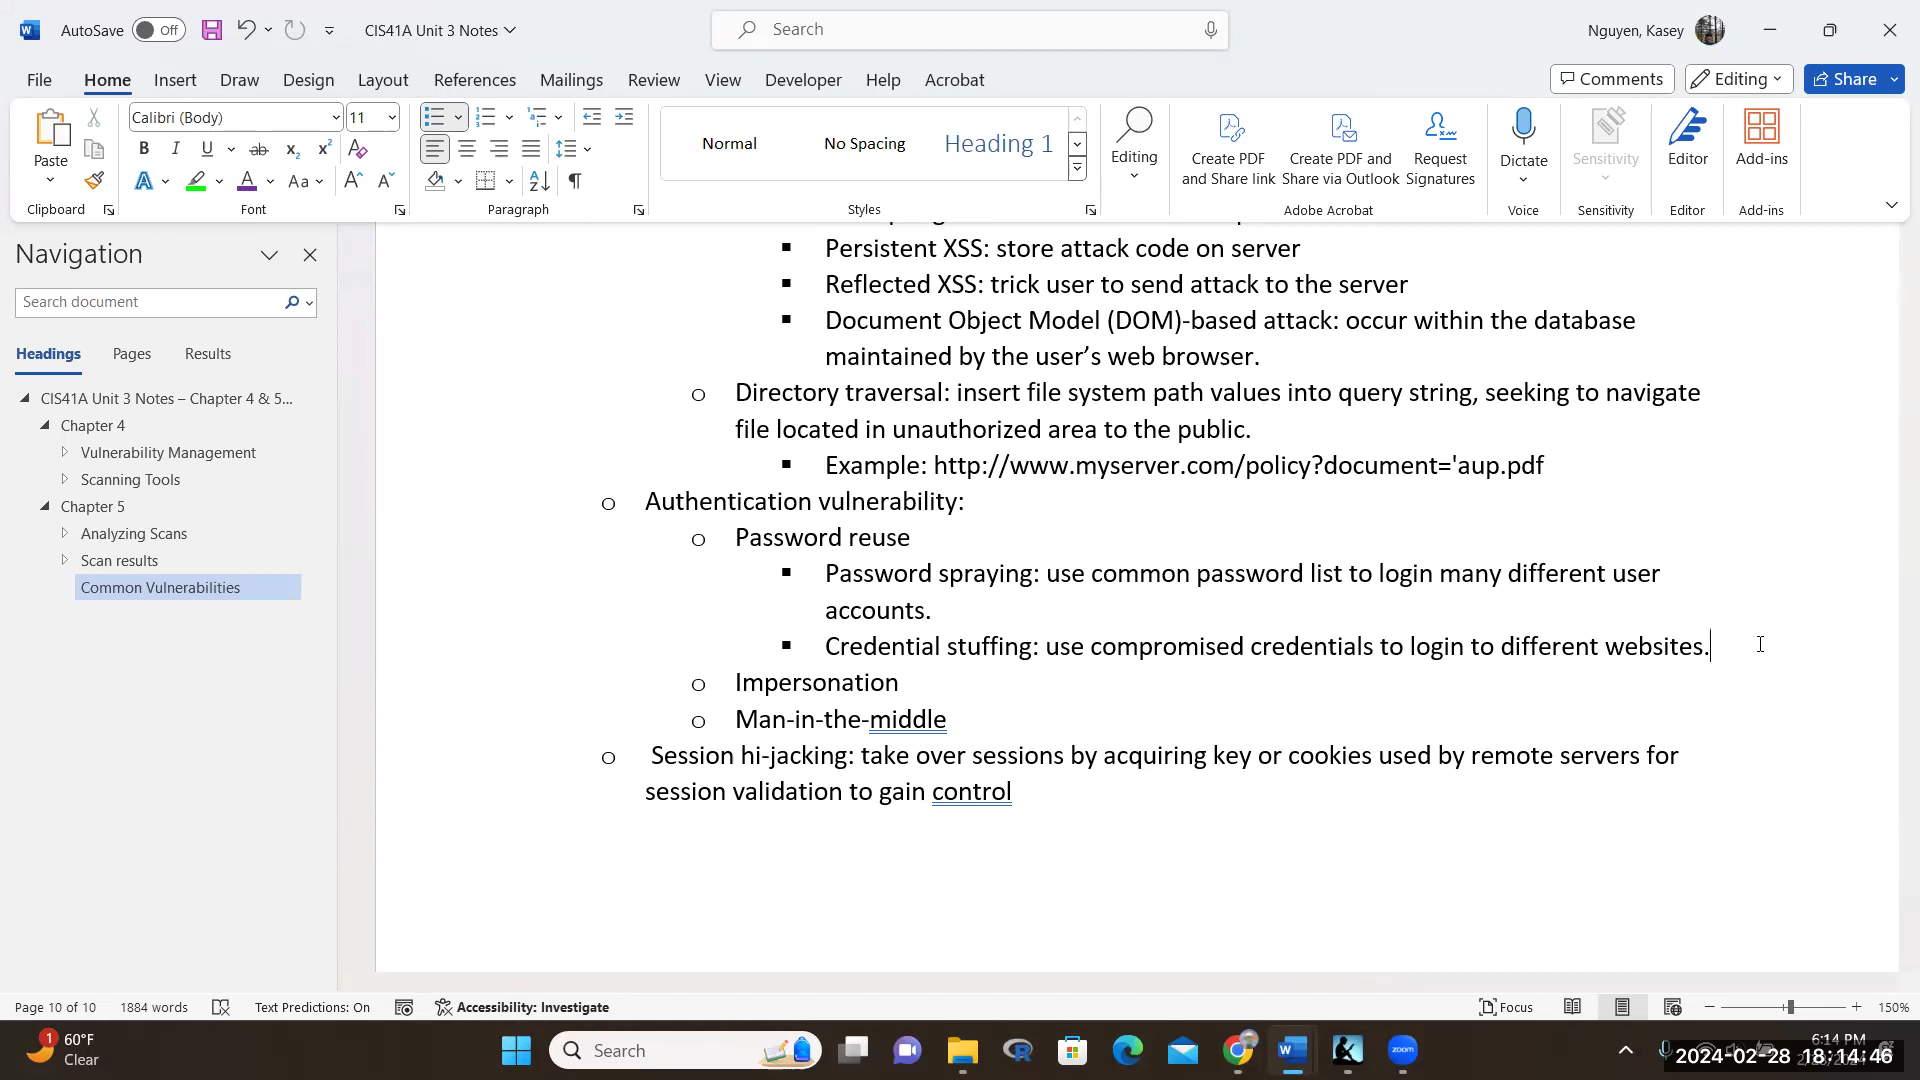 AutoSave Off CIS41A Unit 3 Notes Search Nguyen, Kasey
File Home Insert Draw Design Layout References Mailings Review View Developer Help Acrobat Comments Editing Share
Paste Calibri (Body) 11 Normal No Spacing Heading 1 Editing Create PDF and Share link Create PDF and Share via Outlook Request Signatures Dictate Sensitivity Editor Add-ins
Clipboard Font Paragraph Styles Adobe Acrobat Voice Sensitivity Editor Add-ins
Navigation
Search document
Headings Pages Results
CIS41A Unit 3 Notes – Chapter 4 & 5...
Chapter 4
Vulnerability Management
Scanning Tools
Chapter 5
Analyzing Scans
Scan results
Common Vulnerabilities
▪ Persistent XSS: store attack code on server
▪ Reflected XSS: trick user to send attack to the server
▪ Document Object Model (DOM)-based attack: occur within the database
maintained by the user’s web browser.
o Directory traversal: insert file system path values into query string, seeking to navigate
file located in unauthorized area to the public.
▪ Example: http://www.myserver.com/policy?document='aup.pdf
o Authentication vulnerability:
o Password reuse
▪ Password spraying: use common password list to login many different user
accounts.
▪ Credential stuffing: use compromised credentials to login to different websites.
o Impersonation
o Man-in-the-middle
o Session hi-jacking: take over sessions by acquiring key or cookies used by remote servers for
session validation to gain control
Page 10 of 10 1884 words Text Predictions: On Accessibility: Investigate Focus 150%
1 60°F
Clear
Search
zoom
6:14 PM
2024-02-28 18:14:46